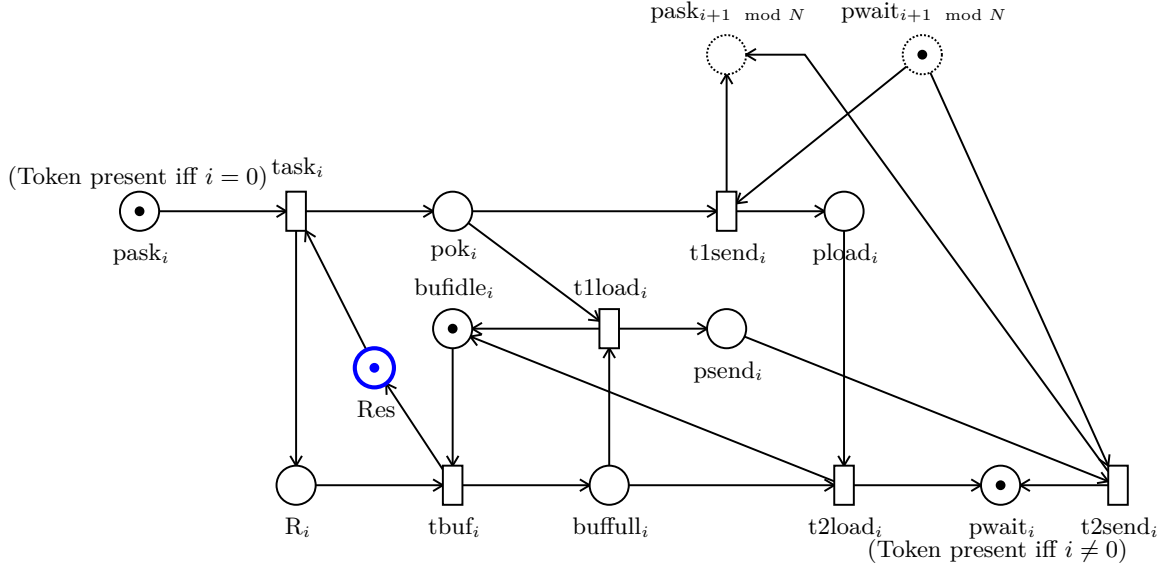 pask_{i+1 mod N} pwait_{i+1 mod N}
(Token present iff i = 0) task_i
pask_i
pok_i
t1send_i
pload_i
bufidle_i
t1load_i
psend_i
Res
R_i
tbuf_i
buffull_i
t2load_i
pwait_i
t2send_i
(Token present iff i ≠ 0)